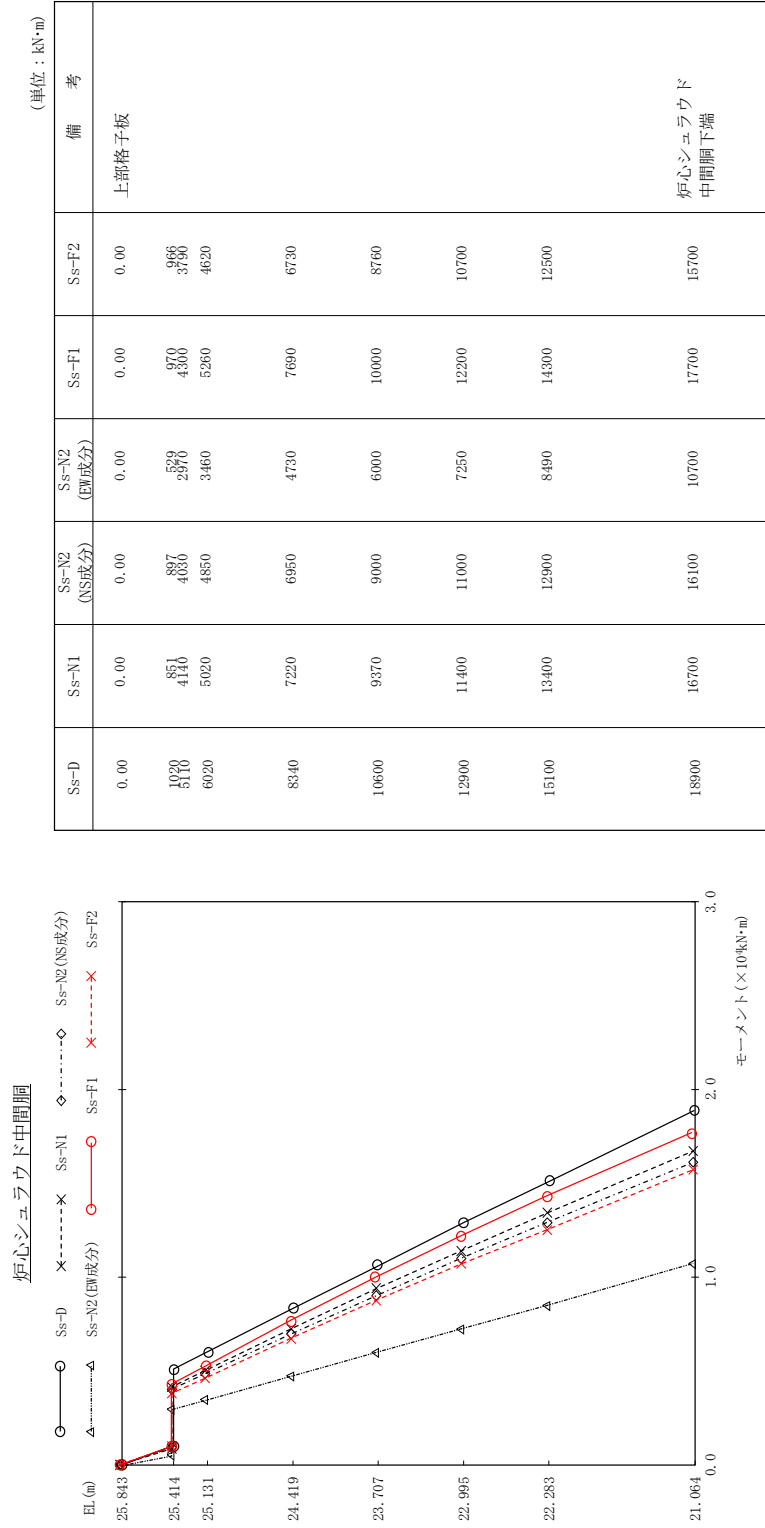 炉心シュラウド中間胴
Ss-D
Ss-N1
Ss-N2(NS成分)
Ss-N2(EW成分)
Ss-F1
Ss-F2
EL(m)
25.843
25.414
25.131
24.419
23.707
22.995
22.283
21.064
0.0
1.0
2.0
3.0
モーメント(×10⁴kN・m)
(単位：kN・m)
Ss-D Ss-N1 Ss-N2 (NS成分) Ss-N2 (EW成分) Ss-F1 Ss-F2 備 考
0.00 0.00 0.00 0.00 0.00 0.00 上部格子板
1020 851 897 529 970 966
5110 4140 4030 2970 4300 3790
6020 5020 4850 3460 5260 4620
8340 7220 6950 4730 7690 6730
10600 9370 9000 6000 10000 8760
12900 11400 11000 7250 12200 10700
15100 13400 12900 8490 14300 12500
18900 16700 16100 10700 17700 15700 炉心シュラウド
中間胴下端